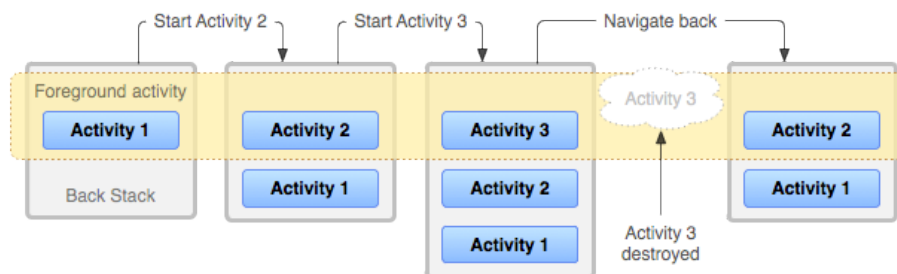 Start Activity 2
Start Activity 3
Navigate back
Foreground activity
Activity 1
Back Stack
Activity 2
Activity 1
Activity 3
Activity 2
Activity 1
Activity 3
Activity 3
destroyed
Activity 2
Activity 1